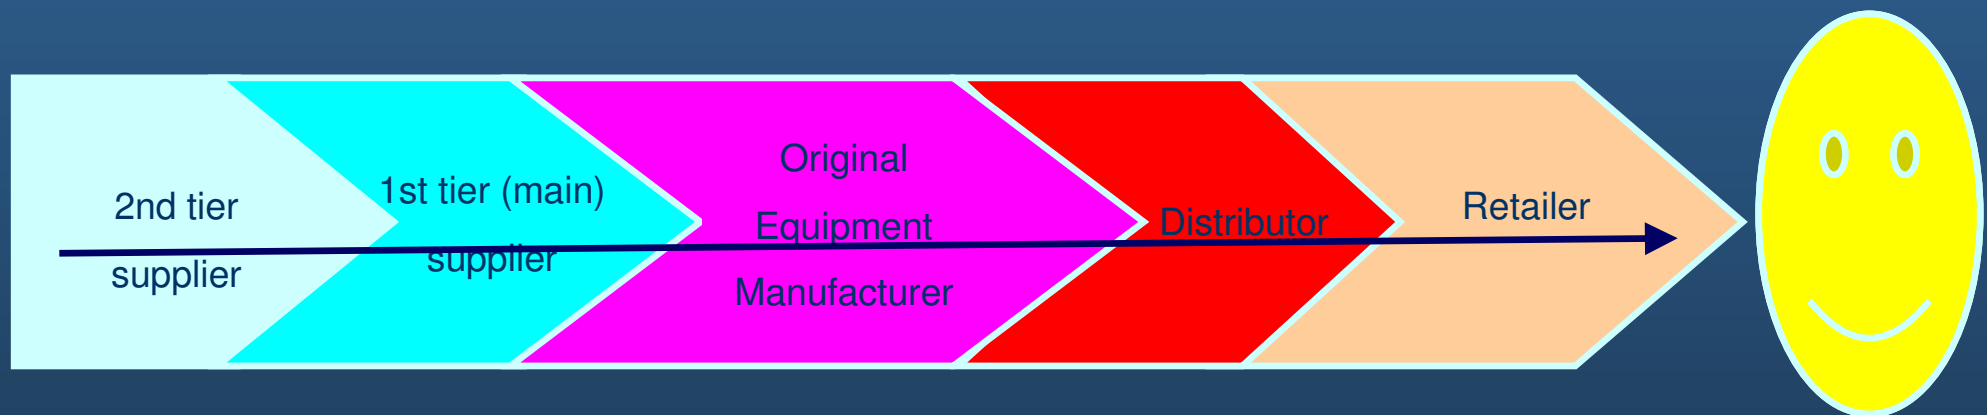 2nd tier
supplier
1st tier (main)
supplier
Original
Equipment
Manufacturer
Distributor
Retailer